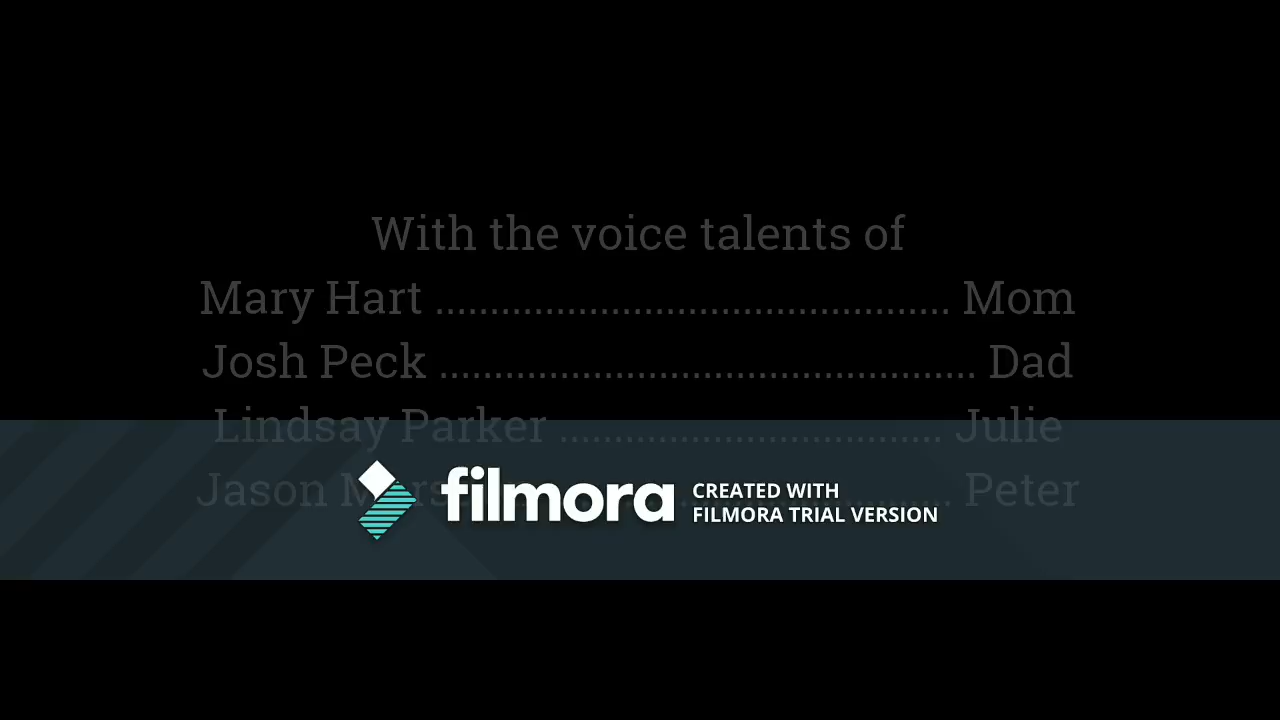 With the voice talents of
Mary Hart ............................................... Mom
Josh Peck ................................................. Dad
Lindsay Parker ................................... Julie
Jason ......................... Peter
filmora
CREATED WITH
FILMORA TRIAL VERSION